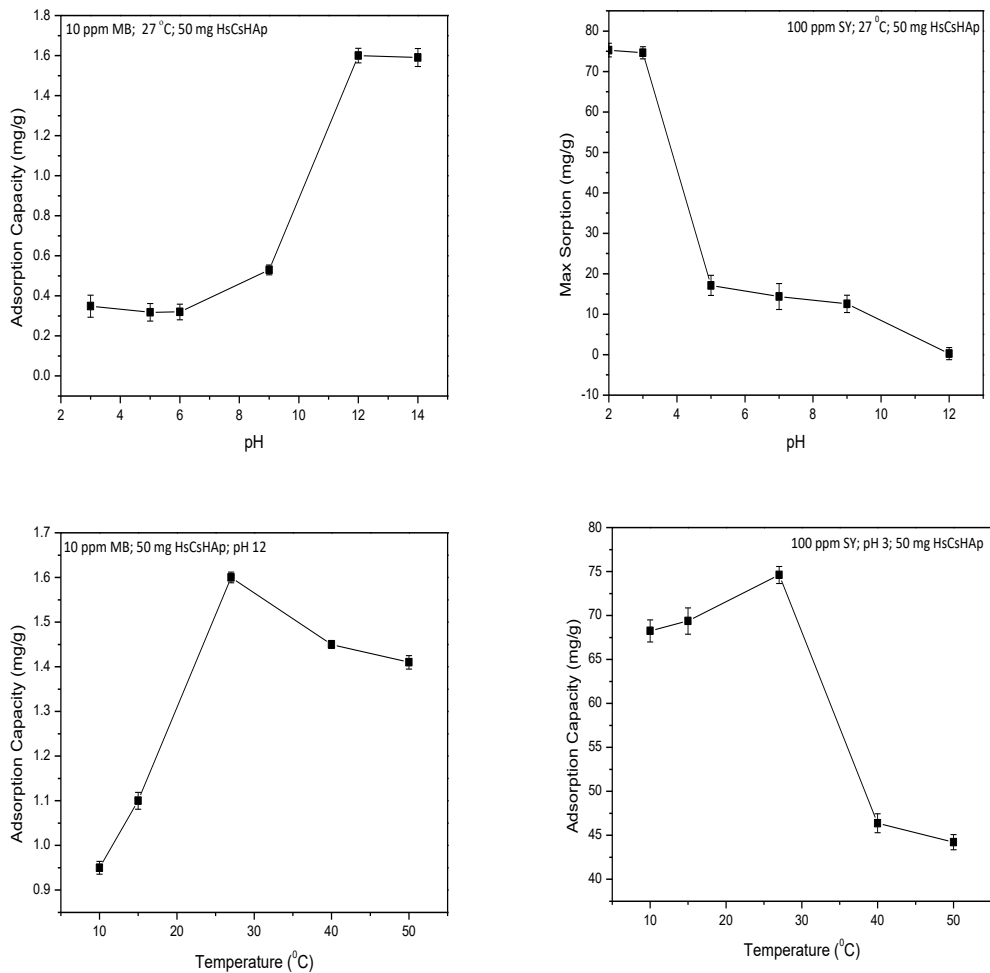 10 ppm MB; 27 °C; 50 mg HsCsHAp
Adsorption Capacity (mg/g)
1.8
1.6
1.4
1.2
1.0
0.8
0.6
0.4
0.2
0.0
2 4 6 8 10 12 14
pH
100 ppm SY; 27 ⁰C; 50 mg HsCsHAp
Max Sorption (mg/g)
80
70
60
50
40
30
20
10
0
-10
2 4 6 8 10 12
pH
10 ppm MB; 50 mg HsCsHAp; pH 12
Adsorption Capacity (mg/g)
1.7
1.6
1.5
1.4
1.3
1.2
1.1
1.0
0.9
10 20 30 40 50
Temperature (⁰C)
100 ppm SY; pH 3; 50 mg HsCsHAp
Adsorption Capacity (mg/g)
80
75
70
65
60
55
50
45
40
10 20 30 40 50
Temperature (⁰C)